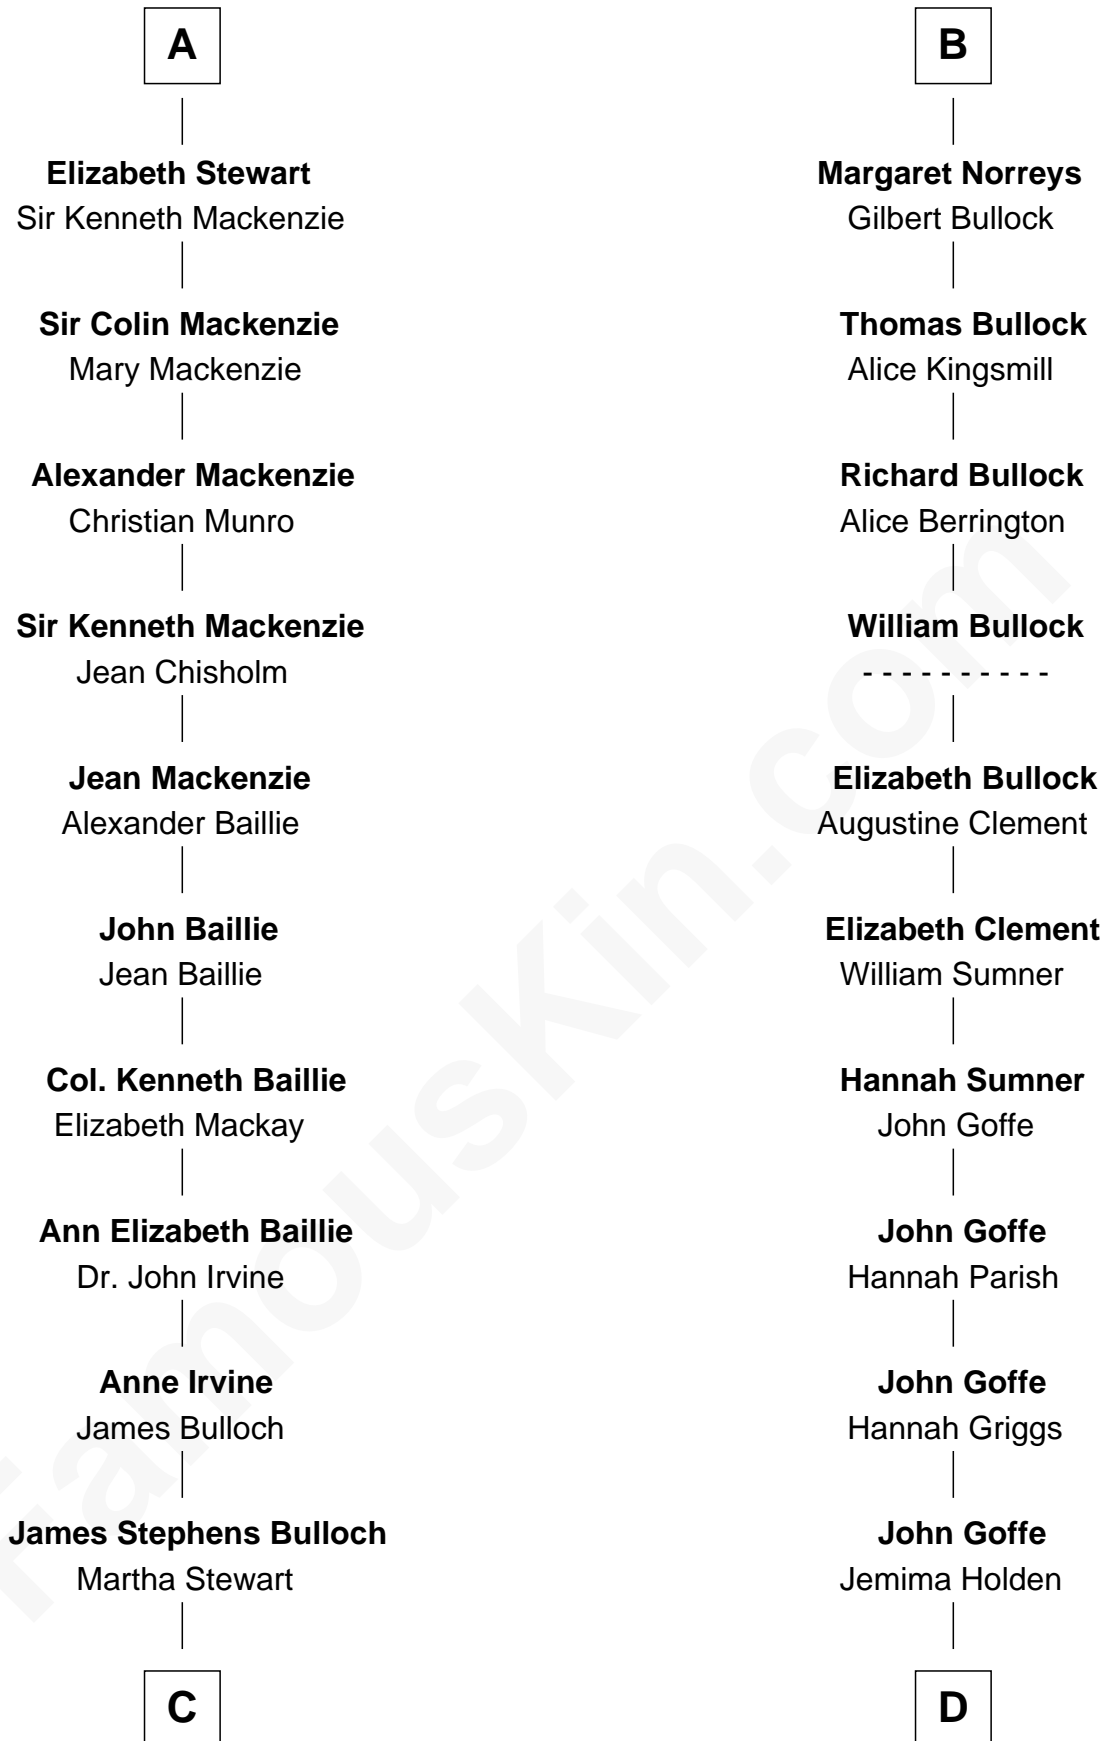 A
Elizabeth Stewart
Sir Kenneth Mackenzie
Sir Colin Mackenzie
Mary Mackenzie
Alexander Mackenzie
Christian Munro
Sir Kenneth Mackenzie
Jean Chisholm
Jean Mackenzie
Alexander Baillie
John Baillie
Jean Baillie
Col. Kenneth Baillie
Elizabeth Mackay
Ann Elizabeth Baillie
Dr. John Irvine
Anne Irvine
James Bulloch
James Stephens Bulloch
Martha Stewart
C
B
Margaret Norreys
Gilbert Bullock
Thomas Bullock
Alice Kingsmill
Richard Bullock
Alice Berrington
William Bullock
- - - - - - - - - -
Elizabeth Bullock
Augustine Clement
Elizabeth Clement
William Sumner
Hannah Sumner
John Goffe
John Goffe
Hannah Parish
John Goffe
Hannah Griggs
John Goffe
Jemima Holden
D
FamousKin.com